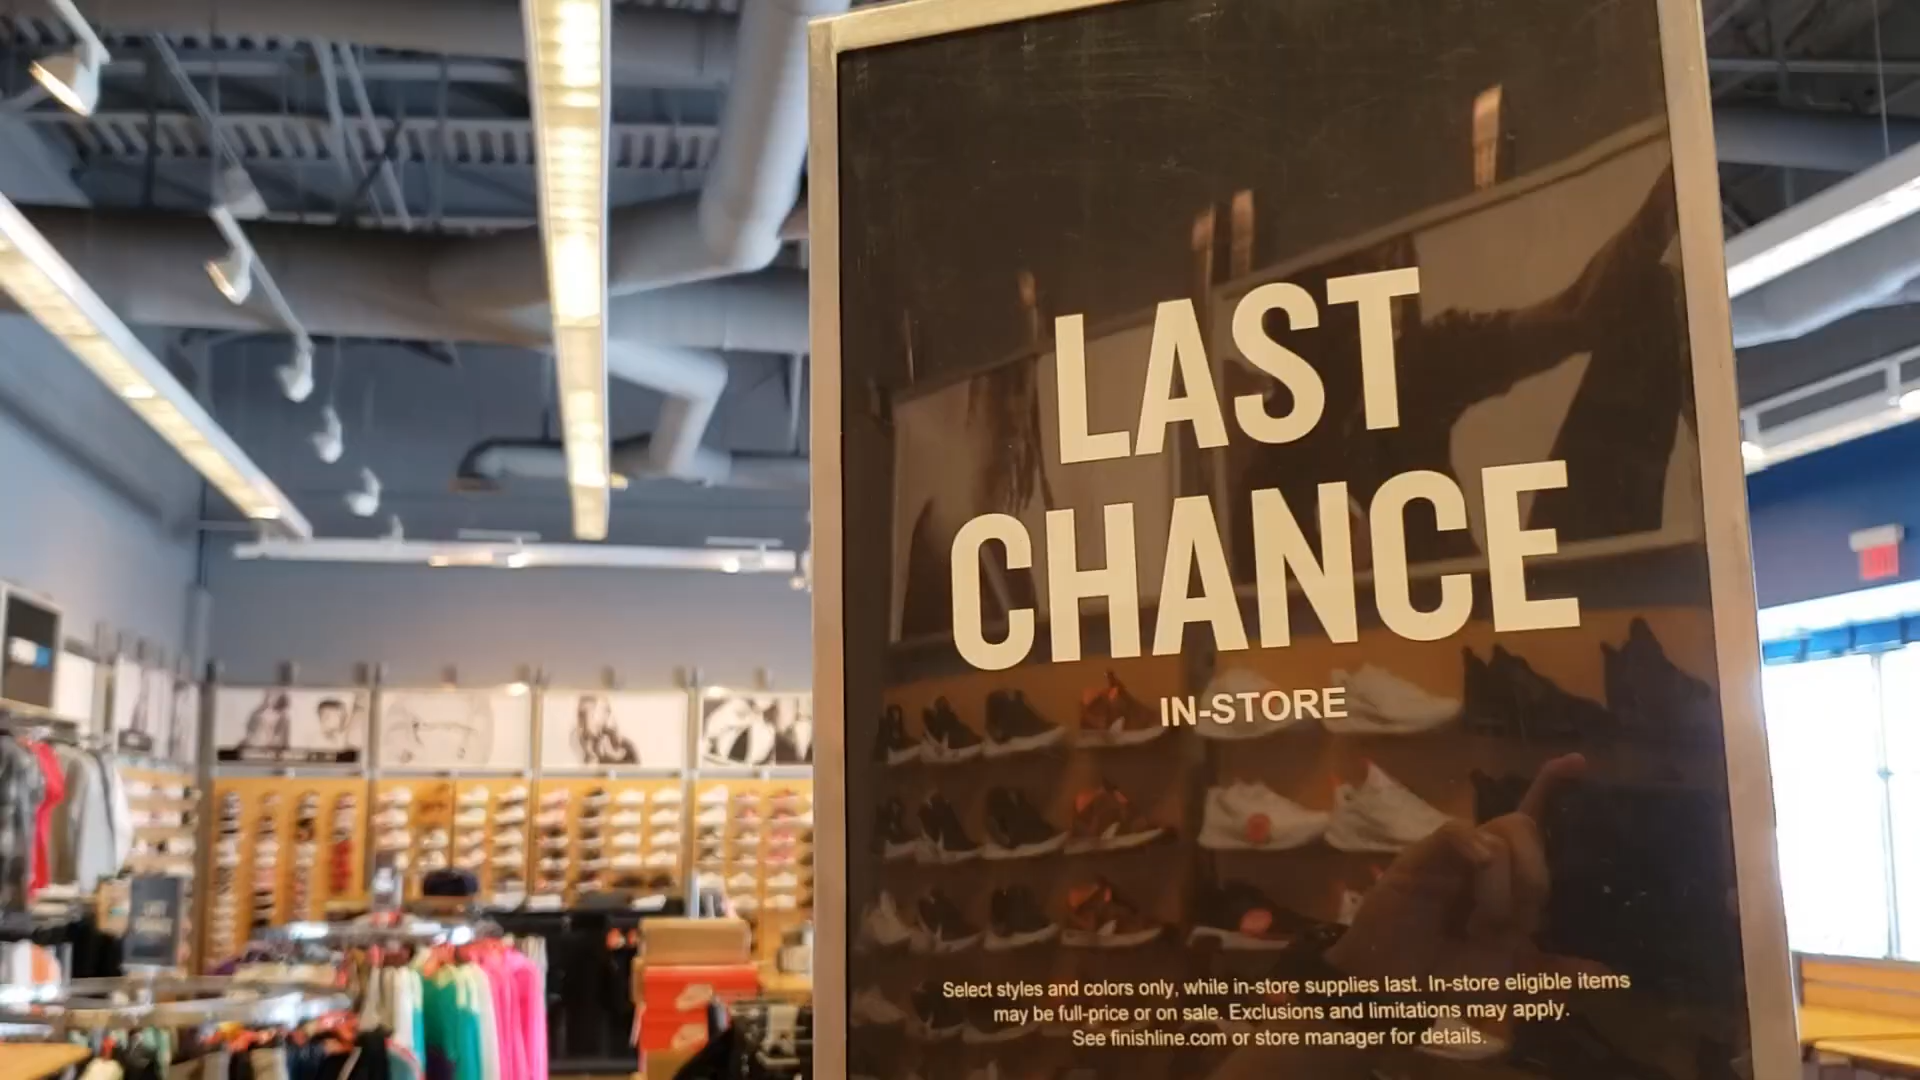 LAST
CHANCE
IN-STORE
Select styles and colors only, while in-store supplies last. In-store eligible items
may be full-price or on sale. Exclusions and limitations may apply.
See finishline.com or store manager for details.